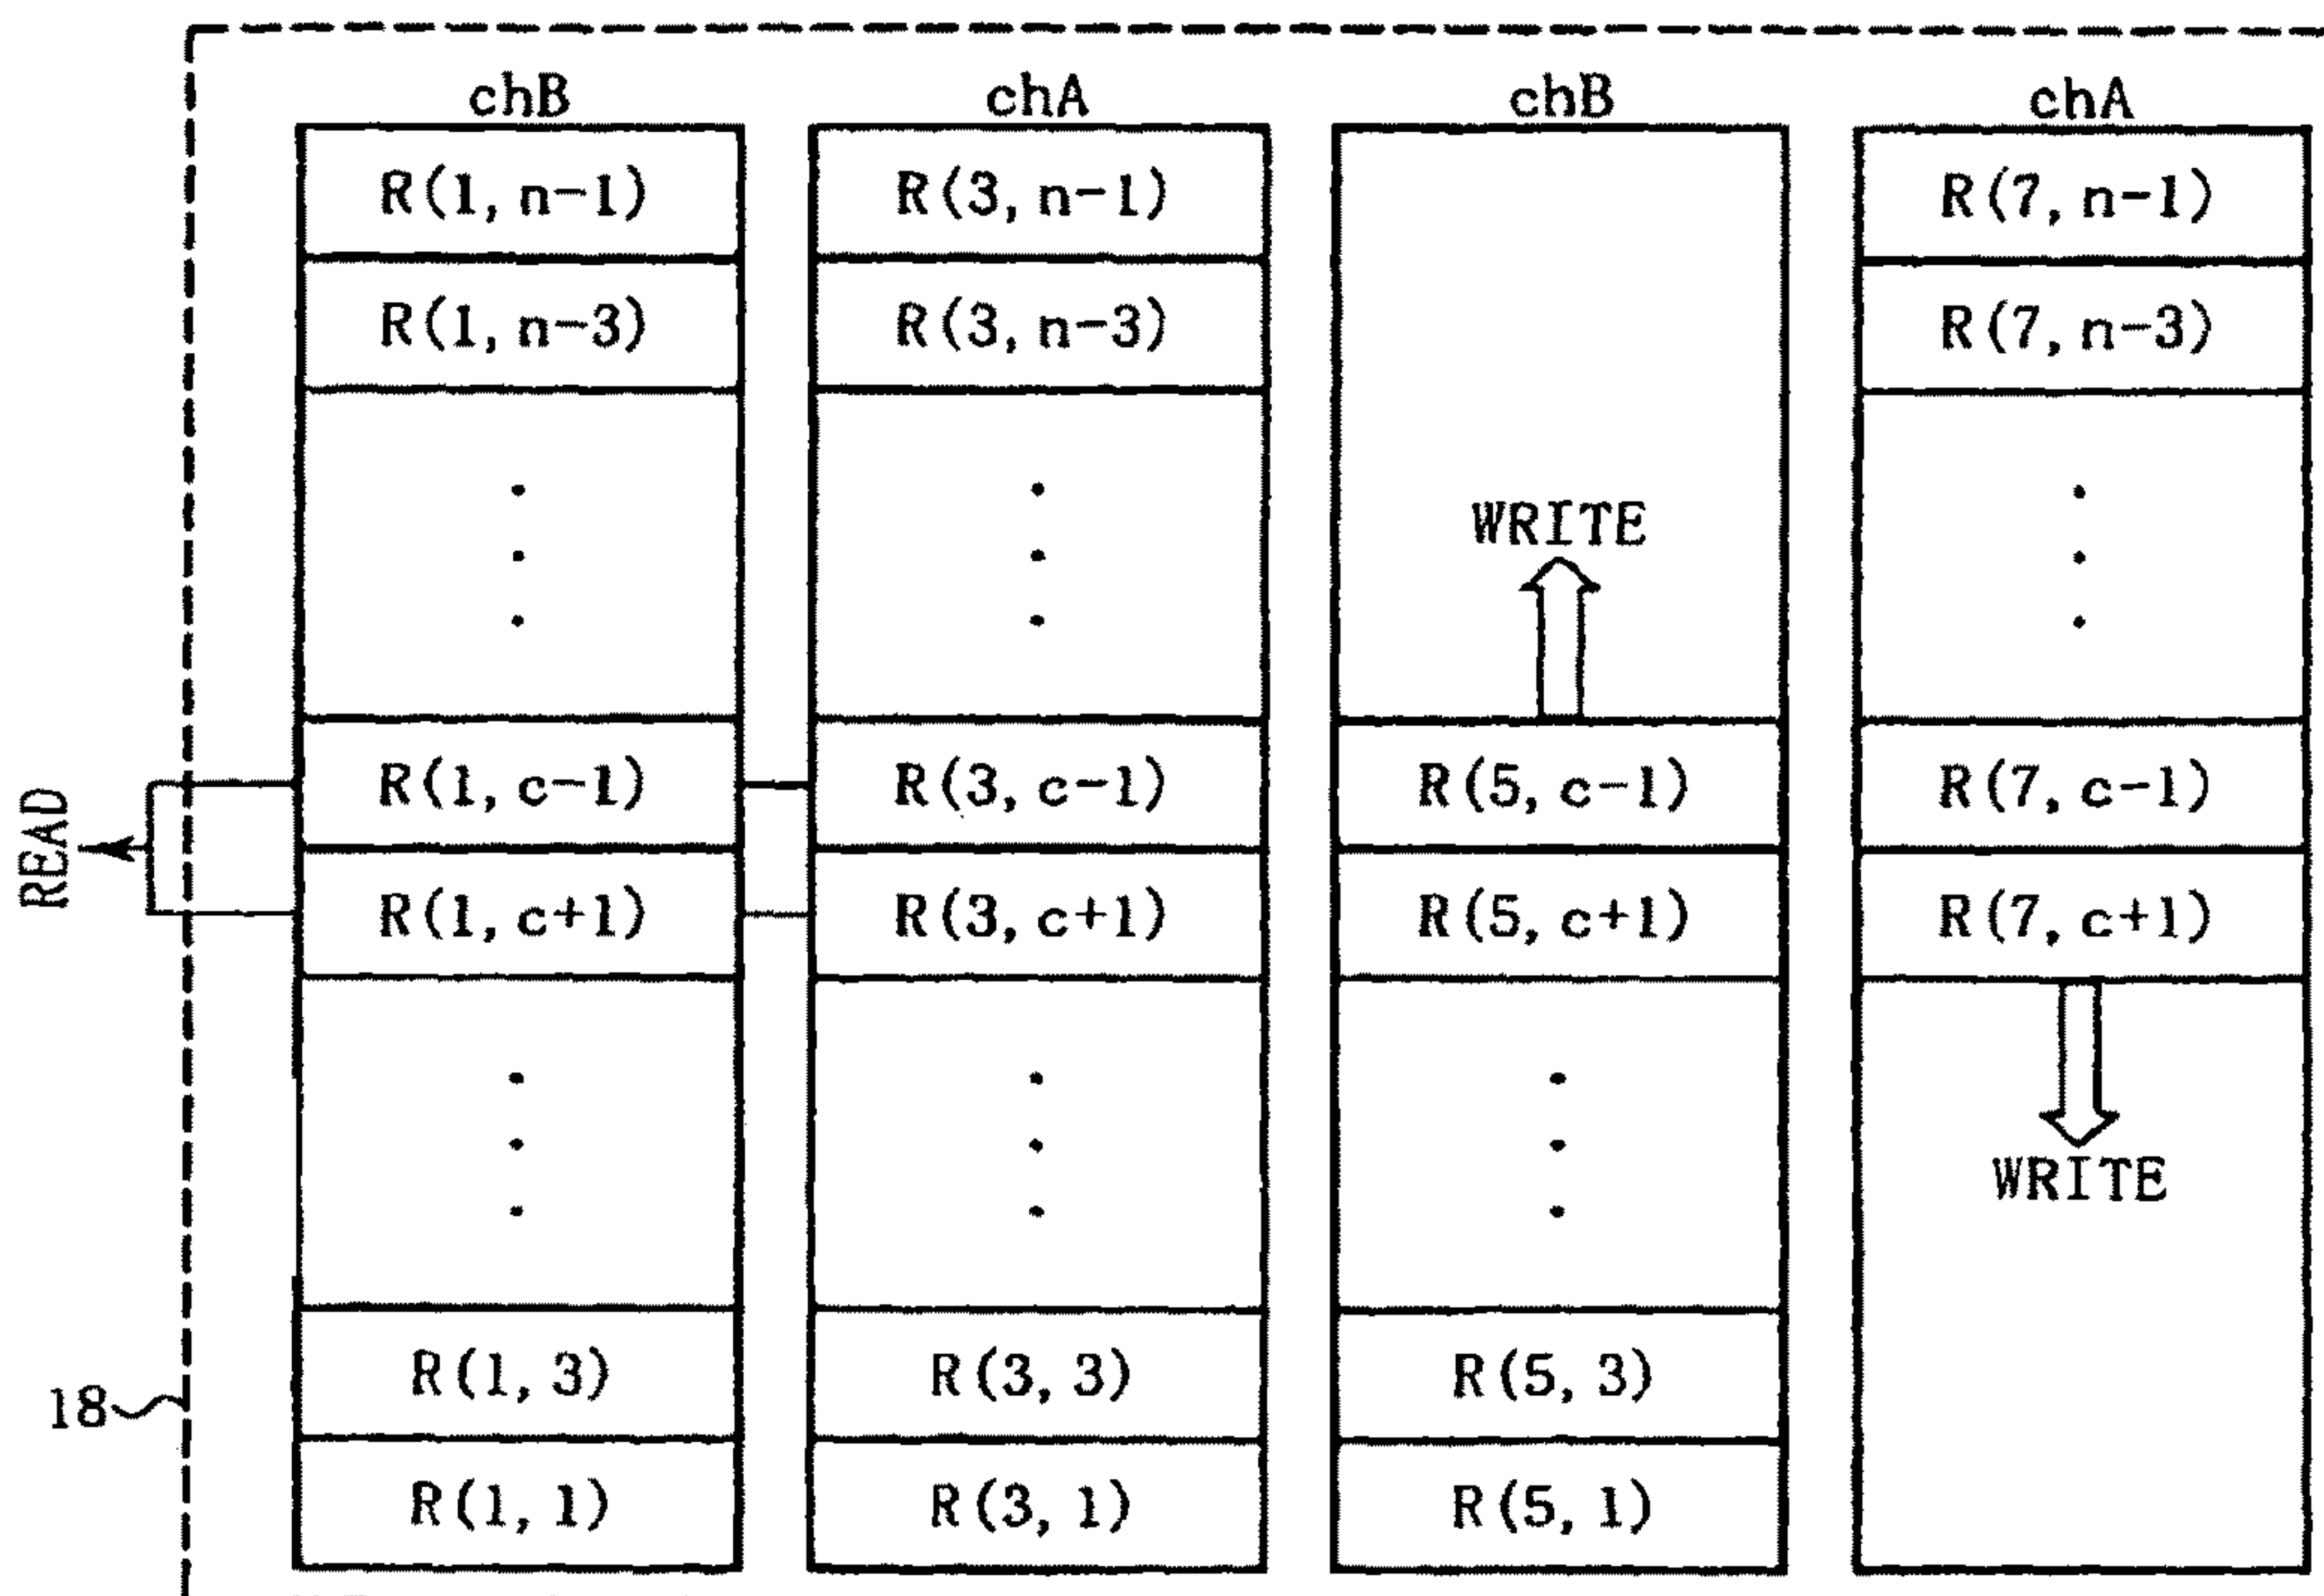 chB chA chB chA
R(1, n-1) R(3, n-1) R(7, n-1)
R(1, n-3) R(3, n-3) R(7, n-3)
WRITE
R(1, c-1) R(3, c-1) R(5, c-1) R(7, c-1)
READ
R(1, c+1) R(3, c+1) R(5, c+1) R(7, c+1)
WRITE
R(1, 3) R(3, 3) R(5, 3)
18
R(1, 1) R(3, 1) R(5, 1)